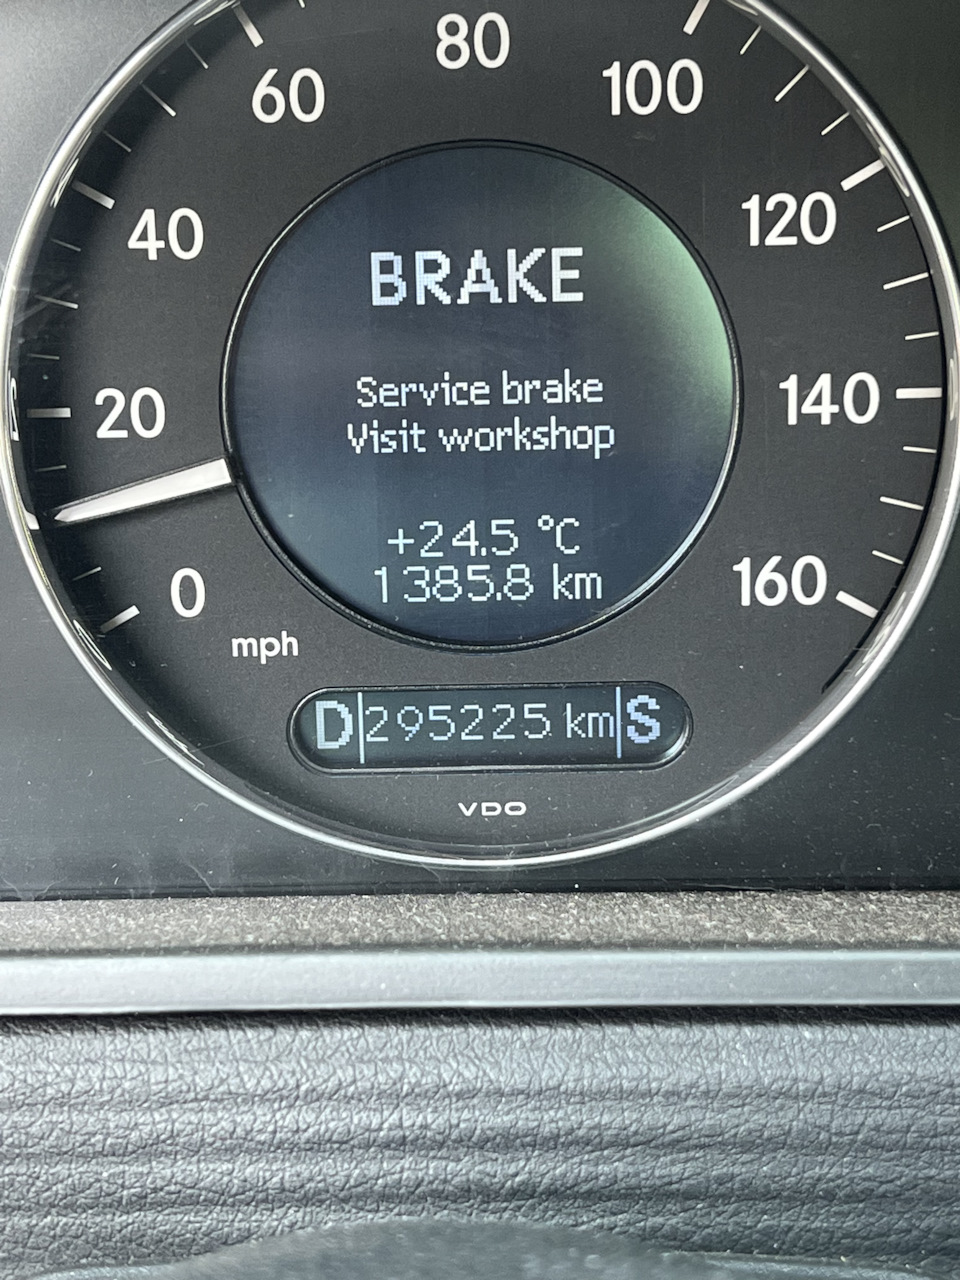 80
60
100
40
120
BRAKE
Service brake
Visit workshop
20
140
+24.5 °C
1385.8 km
0
160
mph
D 295225 km S
VDO